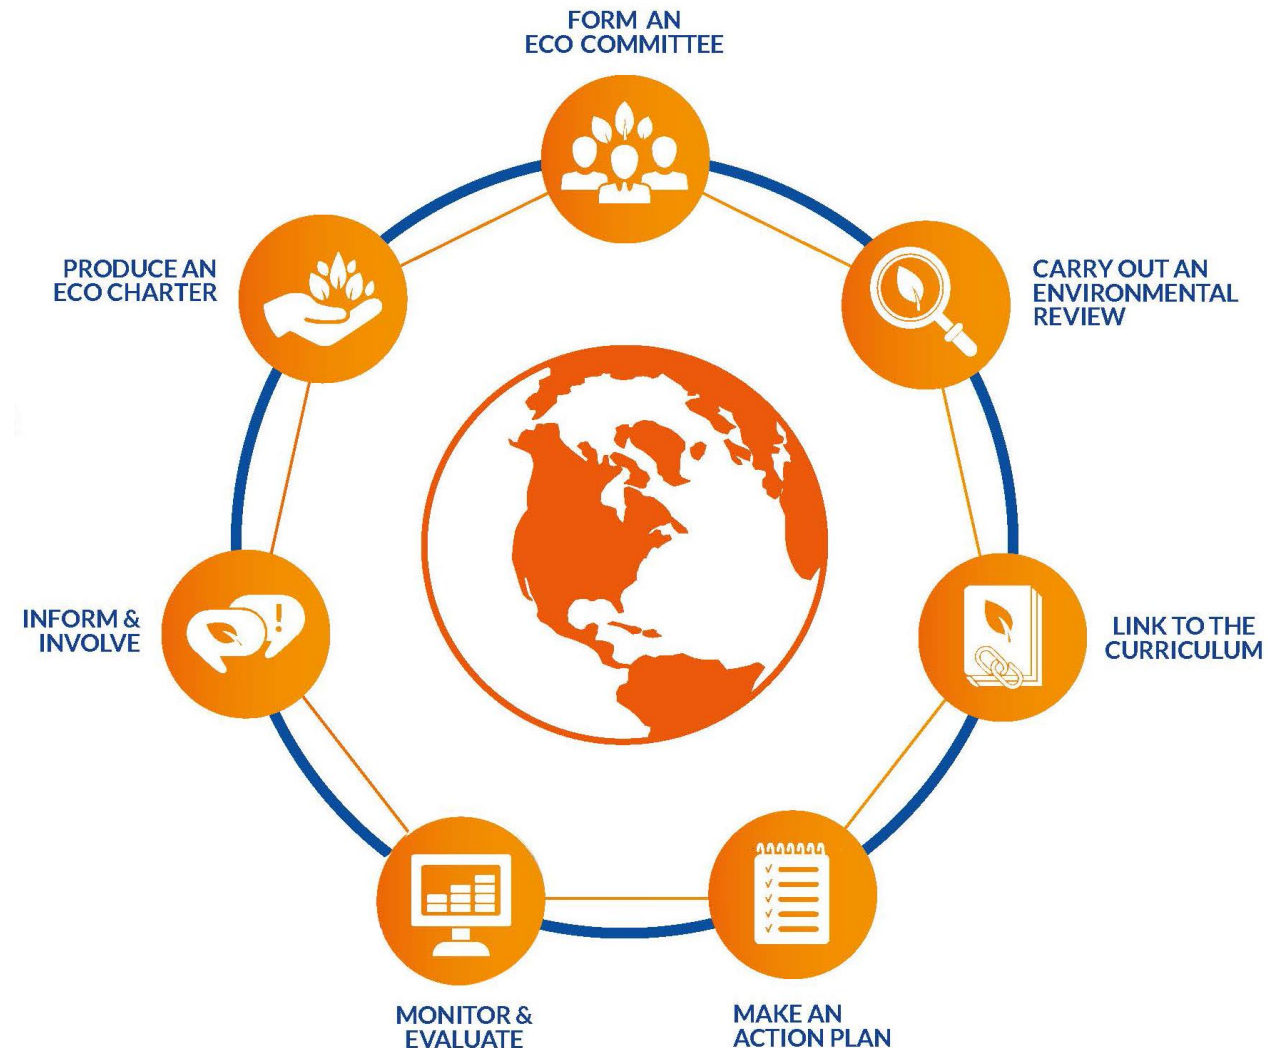 FORM AN
ECO COMMITTEE
CARRY OUT AN
ENVIRONMENTAL
REVIEW
LINK TO THE
CURRICULUM
MAKE AN
ACTION PLAN
MONITOR &
EVALUATE
INFORM &
INVOLVE
PRODUCE AN
ECO CHARTER